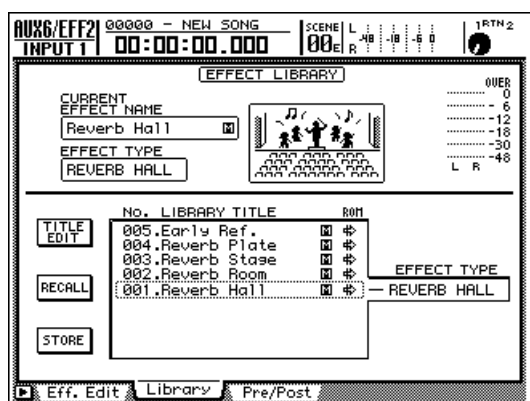 AUX6/EFF2 00000 - NEW SONG SCENE L 1RTN2
INPUT 1 00:00:00.000 00E R -48 -18 -6 0
EFFECT LIBRARY
CURRENT
EFFECT NAME
Reverb Hall M
EFFECT TYPE
REVERB HALL
OVER
0
- 6
-12
-18
-30
-48
L R
No. LIBRARY TITLE ROM
TITLE
EDIT
RECALL
STORE
005.Early Ref. M
004.Reverb Plate M
003.Reverb Stage M
002.Reverb Room M
001.Reverb Hall M
EFFECT TYPE
REVERB HALL
Eff. Edit Library Pre/Post